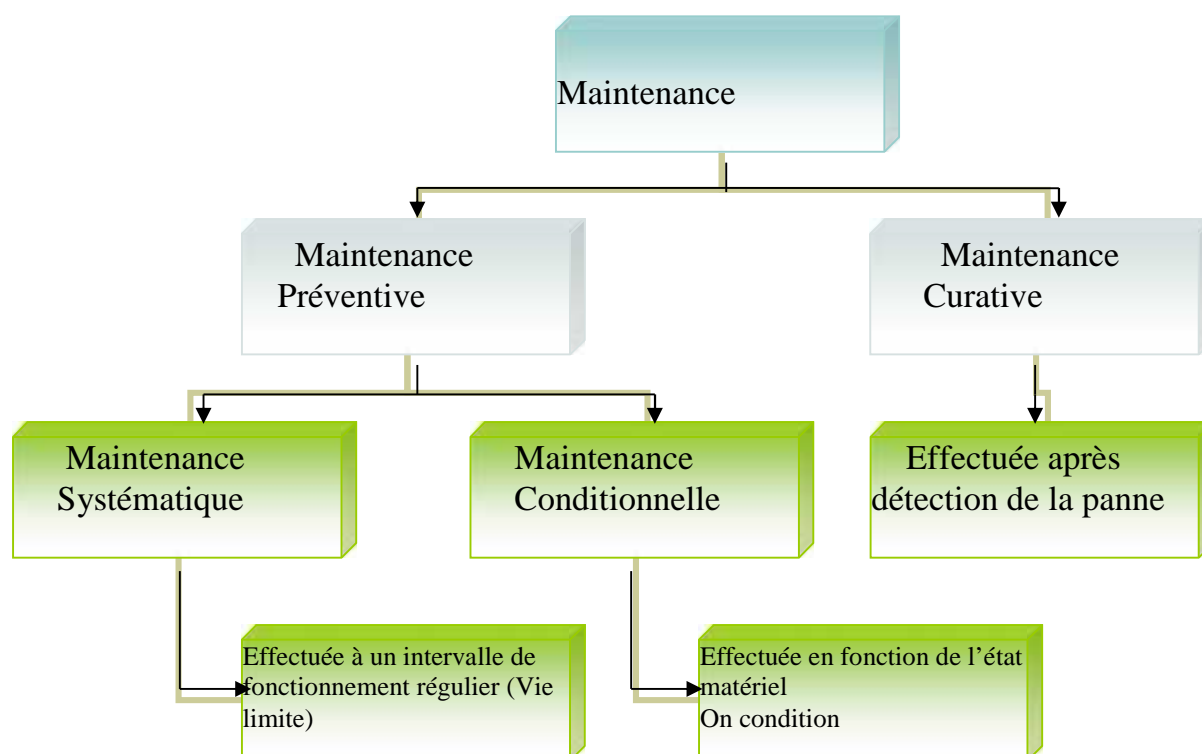 Maintenance
Maintenance
Préventive
Maintenance
Curative
Maintenance
Systématique
Maintenance
Conditionnelle
Effectuée après
détection de la panne
Effectuée à un intervalle de
fonctionnement régulier (Vie
limite)
Effectuée en fonction de l’état
matériel
On condition